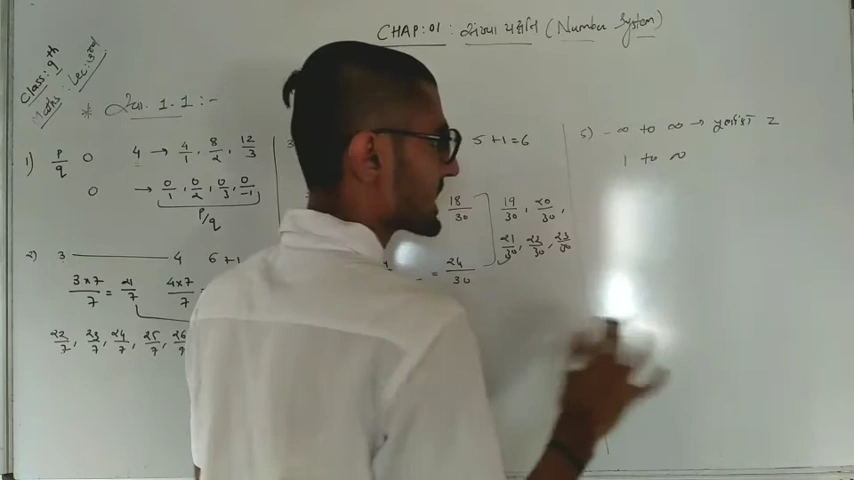 CHAP:01 : સંખ્યા પદ્ધતિ (Number System)
Class: 9th
Maths: Lec:
* સ્વા. 1.1 :-
1) p/q 0 4 → 4/1, 8/2, 12/3
0 → 0/1, 0/2, 0/3, 0/-1
P/q
2) 3 4 6+1
3×7/7 = 21/7 4×7/7
22/7, 23/7, 24/7, 25/7, 26/7
3 5+1=6
18/30 19/30, 20/30,
21/30, 22/30, 23/30
= 24/30
5) -∞ to ∞ → પૂર્ણાંકો Z
1 to ∞